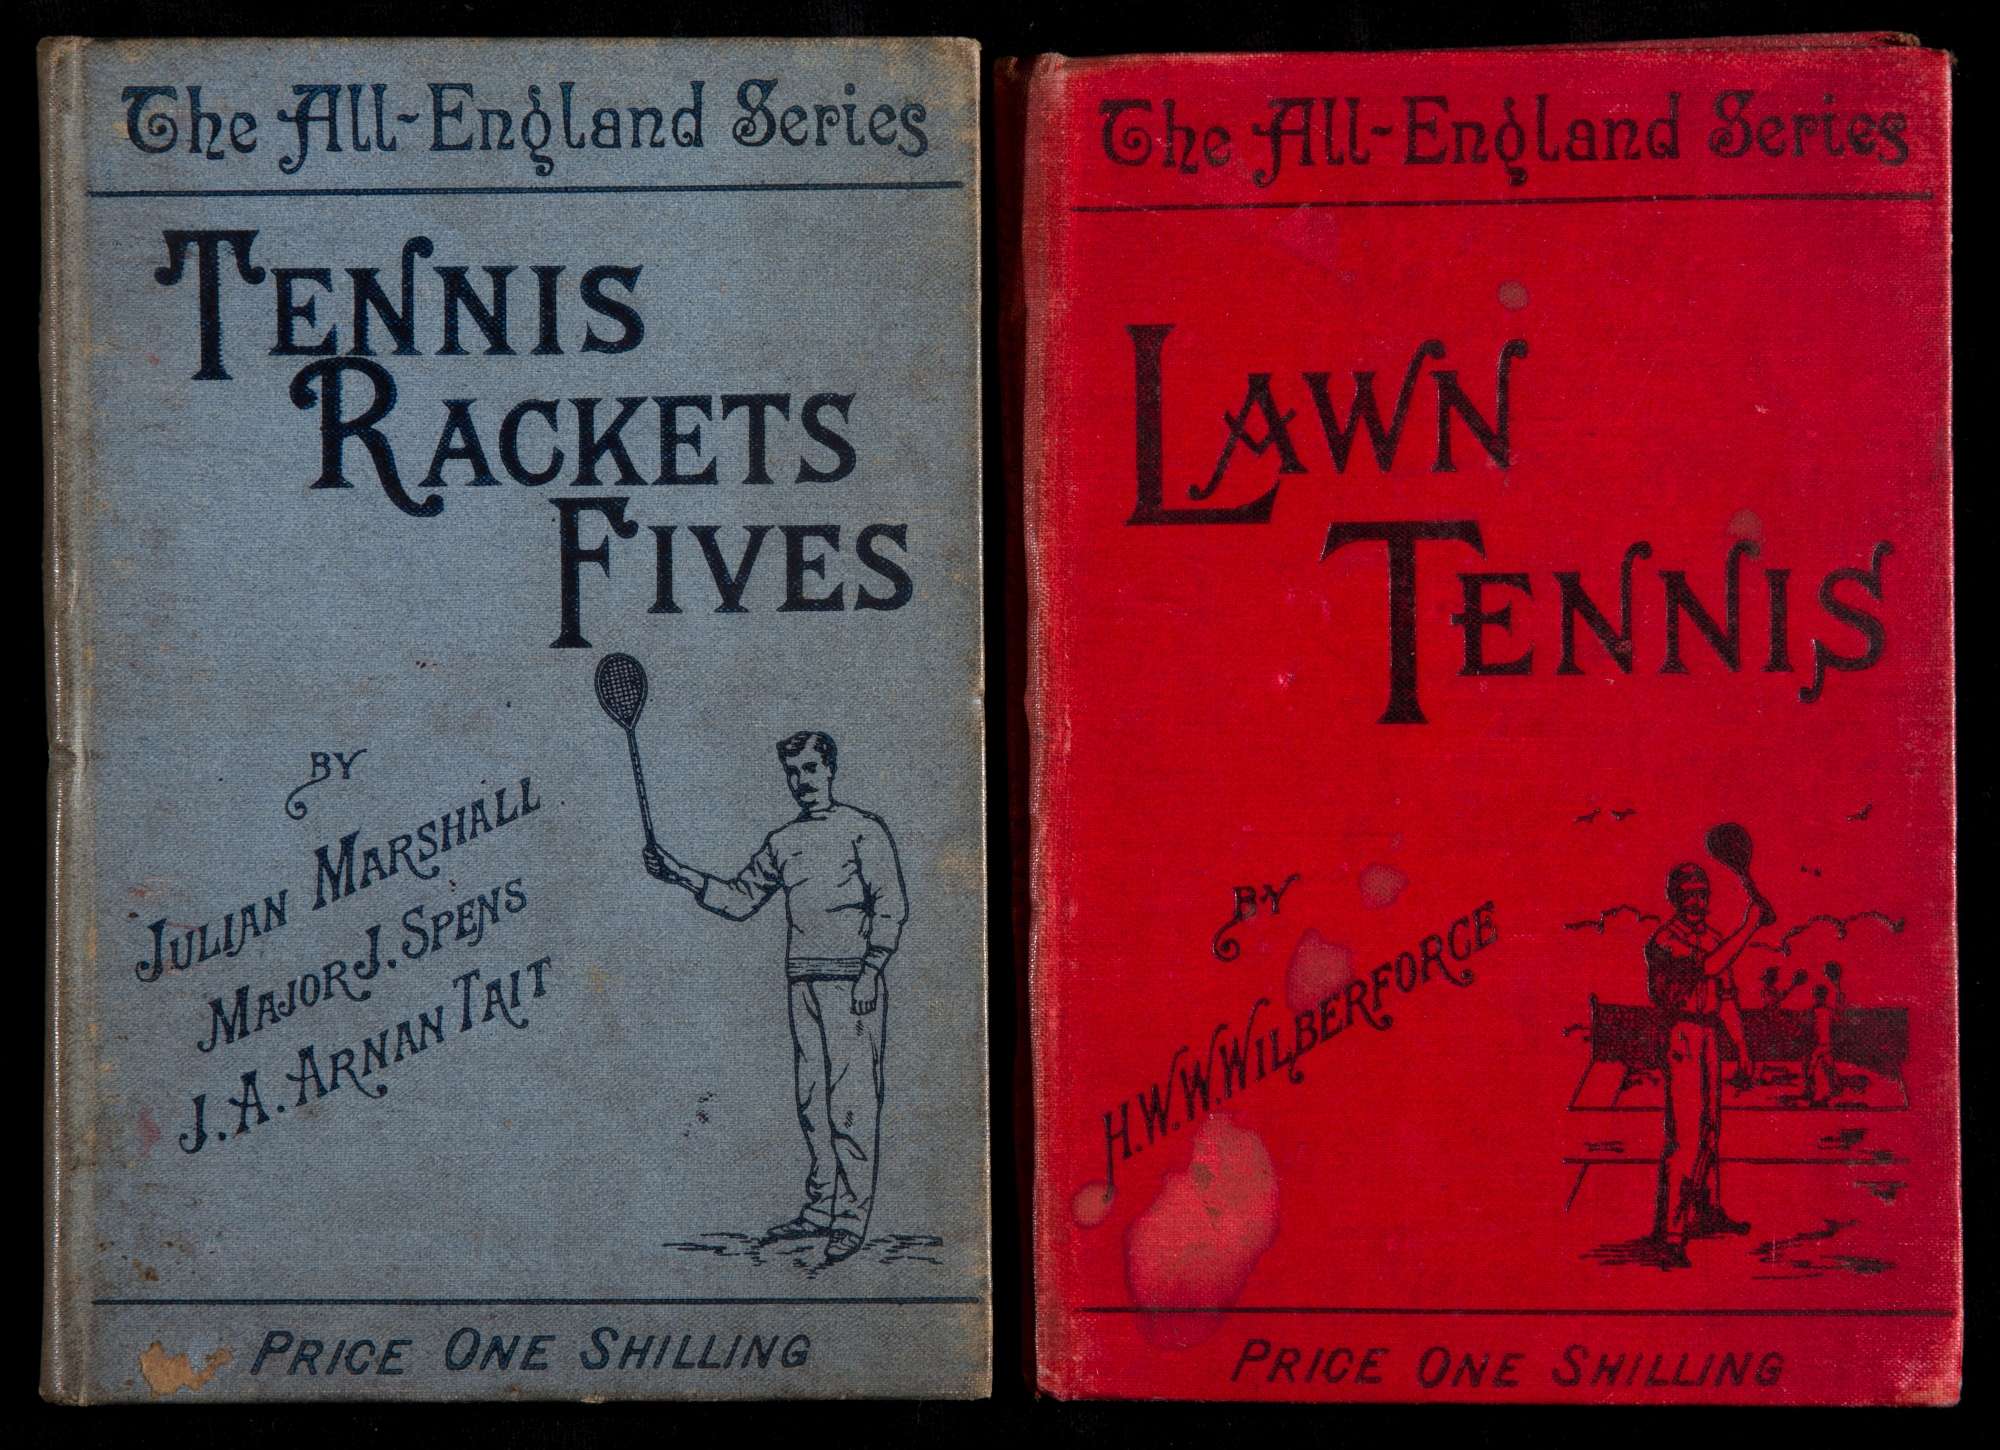 The All-England Series
TENNIS
RACKETS
FIVES
BY
JULIAN MARSHALL
MAJOR J. SPENS
J. A. ARNAN TAIT
PRICE ONE SHILLING
The All-England Series
LAWN
TENNIS
BY
H. W. W. WILBERFORCE
PRICE ONE SHILLING